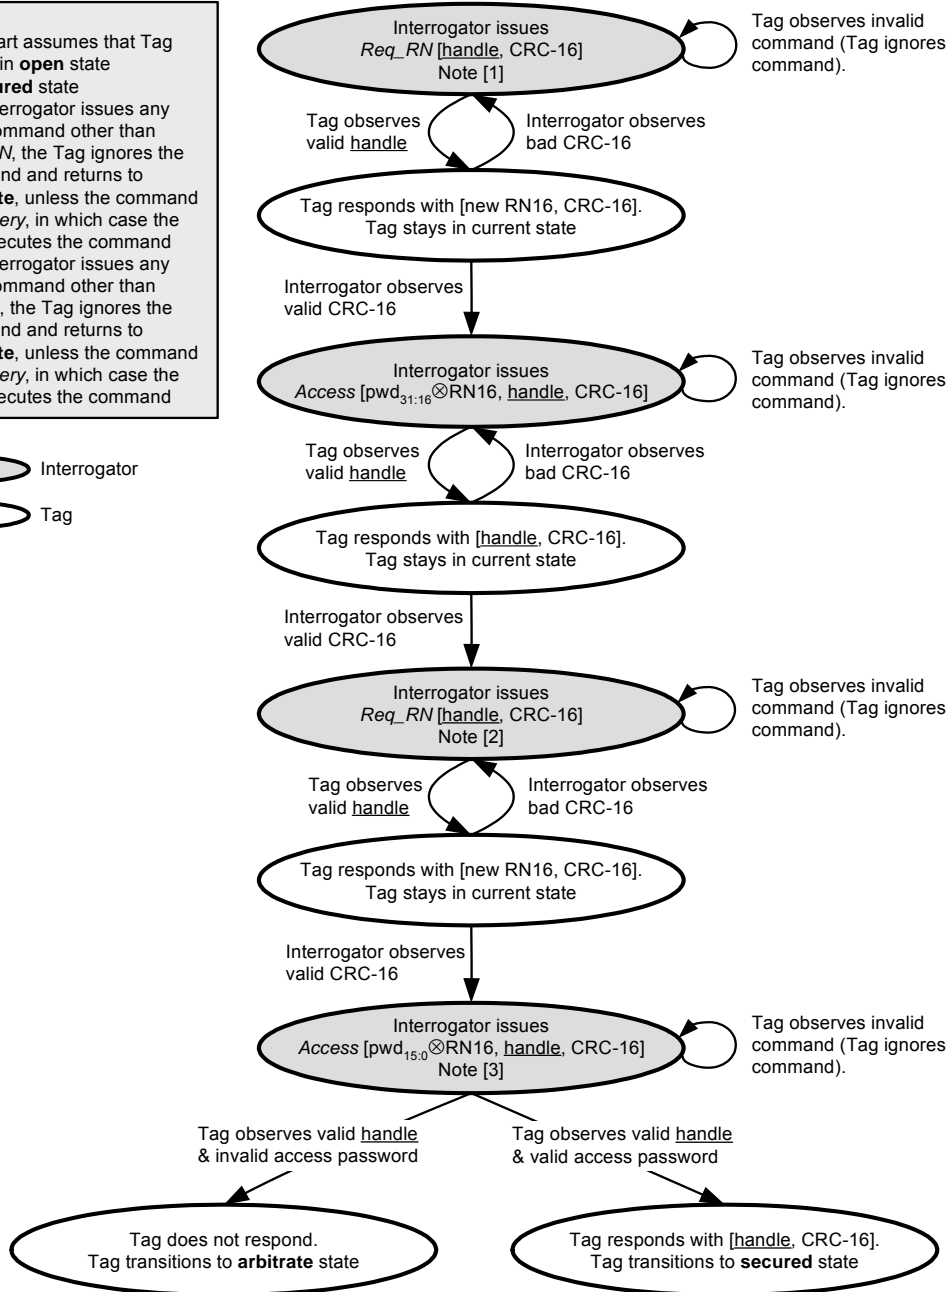 art assumes that Tag
in open state
ured state
errogator issues any
ommand other than
N, the Tag ignores the
nd and returns to
te, unless the command
ery, in which case the
ecutes the command
errogator issues any
ommand other than
, the Tag ignores the
nd and returns to
te, unless the command
ery, in which case the
ecutes the command
Interrogator
Tag
Interrogator issues
Req_RN [handle, CRC-16]
Note [1]
Tag observes invalid
command (Tag ignores
command).
Tag observes
valid handle
Interrogator observes
bad CRC-16
Tag responds with [new RN16, CRC-16].
Tag stays in current state
Interrogator observes
valid CRC-16
Interrogator issues
Access [pwd31:16⊗RN16, handle, CRC-16]
Tag observes invalid
command (Tag ignores
command).
Tag observes
valid handle
Interrogator observes
bad CRC-16
Tag responds with [handle, CRC-16].
Tag stays in current state
Interrogator observes
valid CRC-16
Interrogator issues
Req_RN [handle, CRC-16]
Note [2]
Tag observes invalid
command (Tag ignores
command).
Tag observes
valid handle
Interrogator observes
bad CRC-16
Tag responds with [new RN16, CRC-16].
Tag stays in current state
Interrogator observes
valid CRC-16
Interrogator issues
Access [pwd15:0⊗RN16, handle, CRC-16]
Note [3]
Tag observes invalid
command (Tag ignores
command).
Tag observes valid handle
& invalid access password
Tag observes valid handle
& valid access password
Tag does not respond.
Tag transitions to arbitrate state
Tag responds with [handle, CRC-16].
Tag transitions to secured state